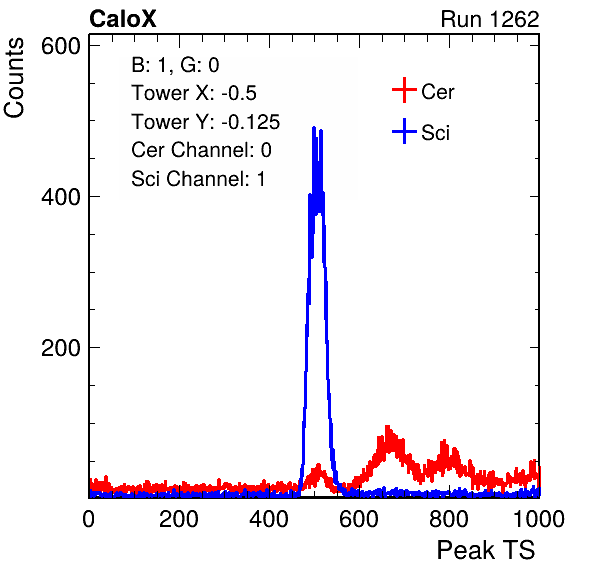 CaloX Run 1262
Counts
600
400
200
B: 1, G: 0
Tower X: -0.5
Tower Y: -0.125
Cer Channel: 0
Sci Channel: 1
Cer
Sci
0 200 400 600 800 1000
Peak TS